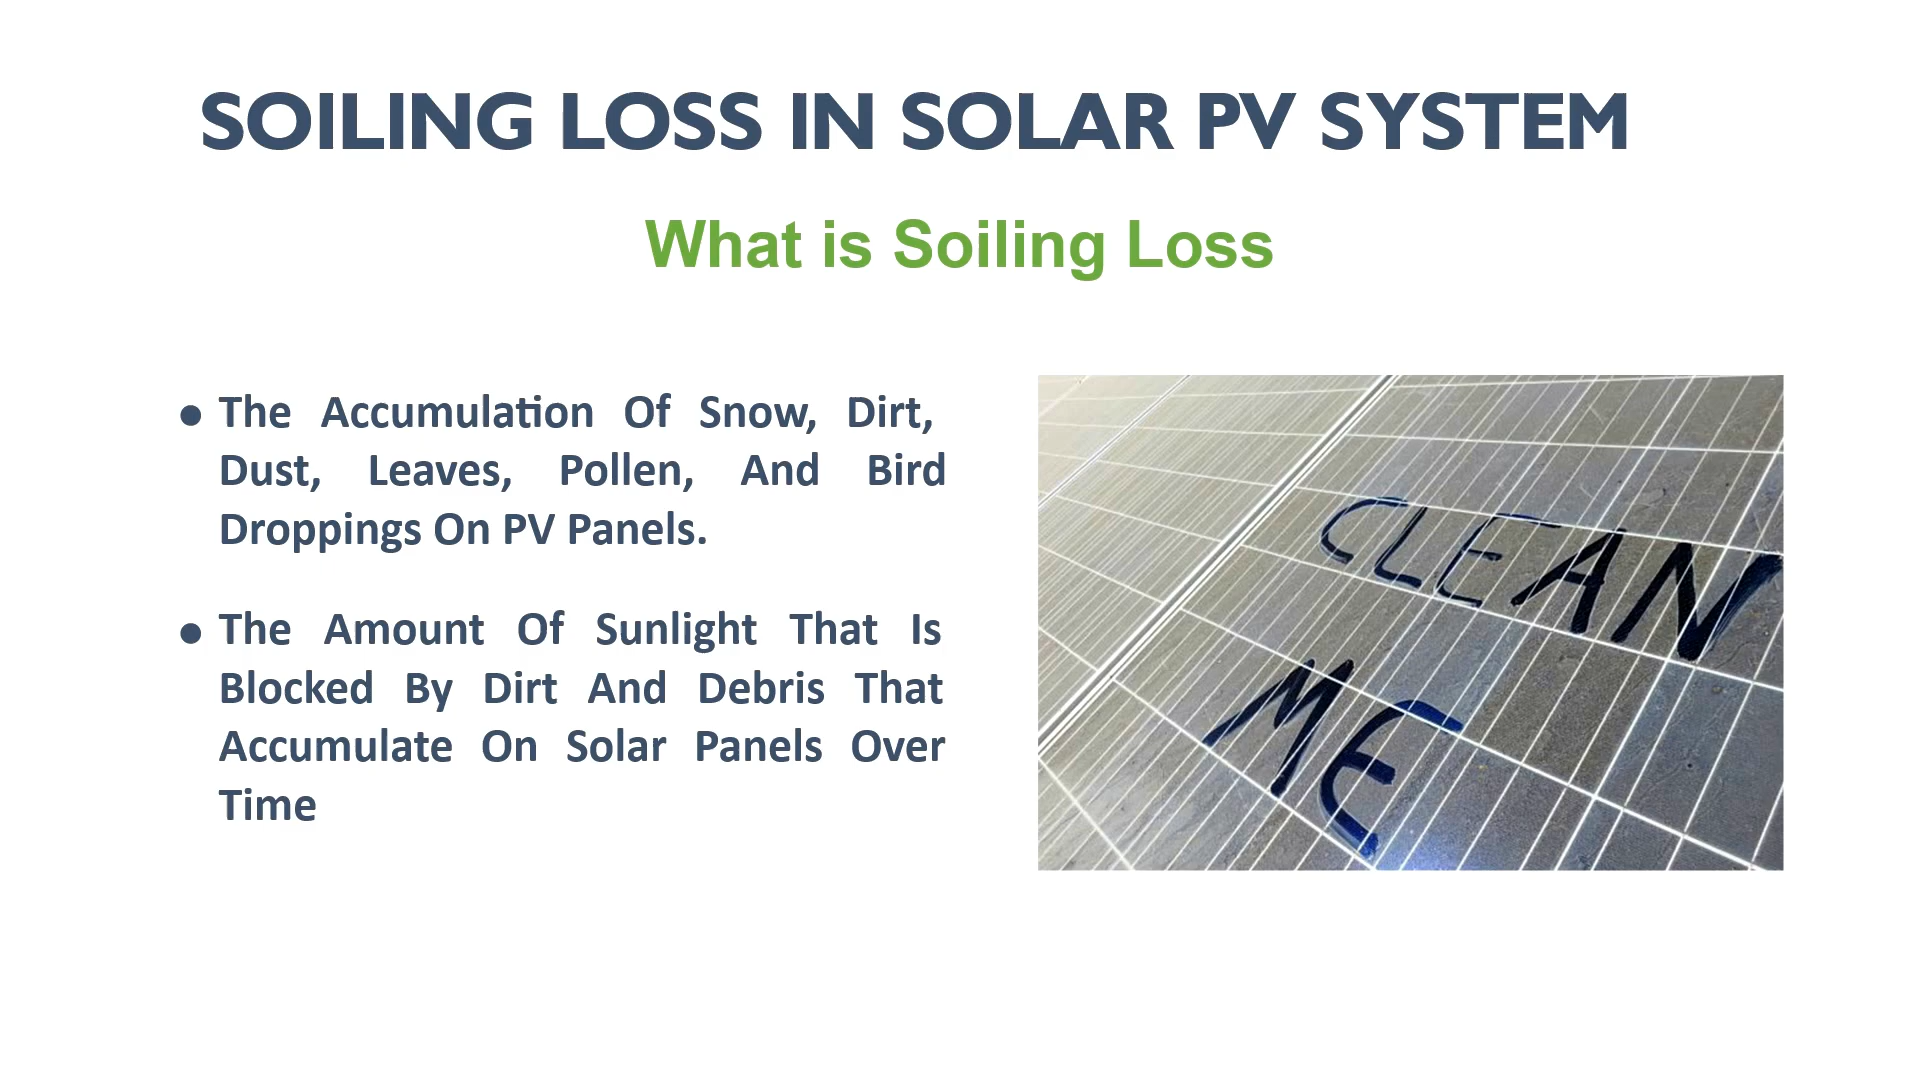 SOILING LOSS IN SOLAR PV SYSTEM
What is Soiling Loss
● The Accumulation Of Snow, Dirt,
Dust, Leaves, Pollen, And Bird
Droppings On PV Panels.
● The Amount Of Sunlight That Is
Blocked By Dirt And Debris That
Accumulate On Solar Panels Over
Time
CLEAN
ME